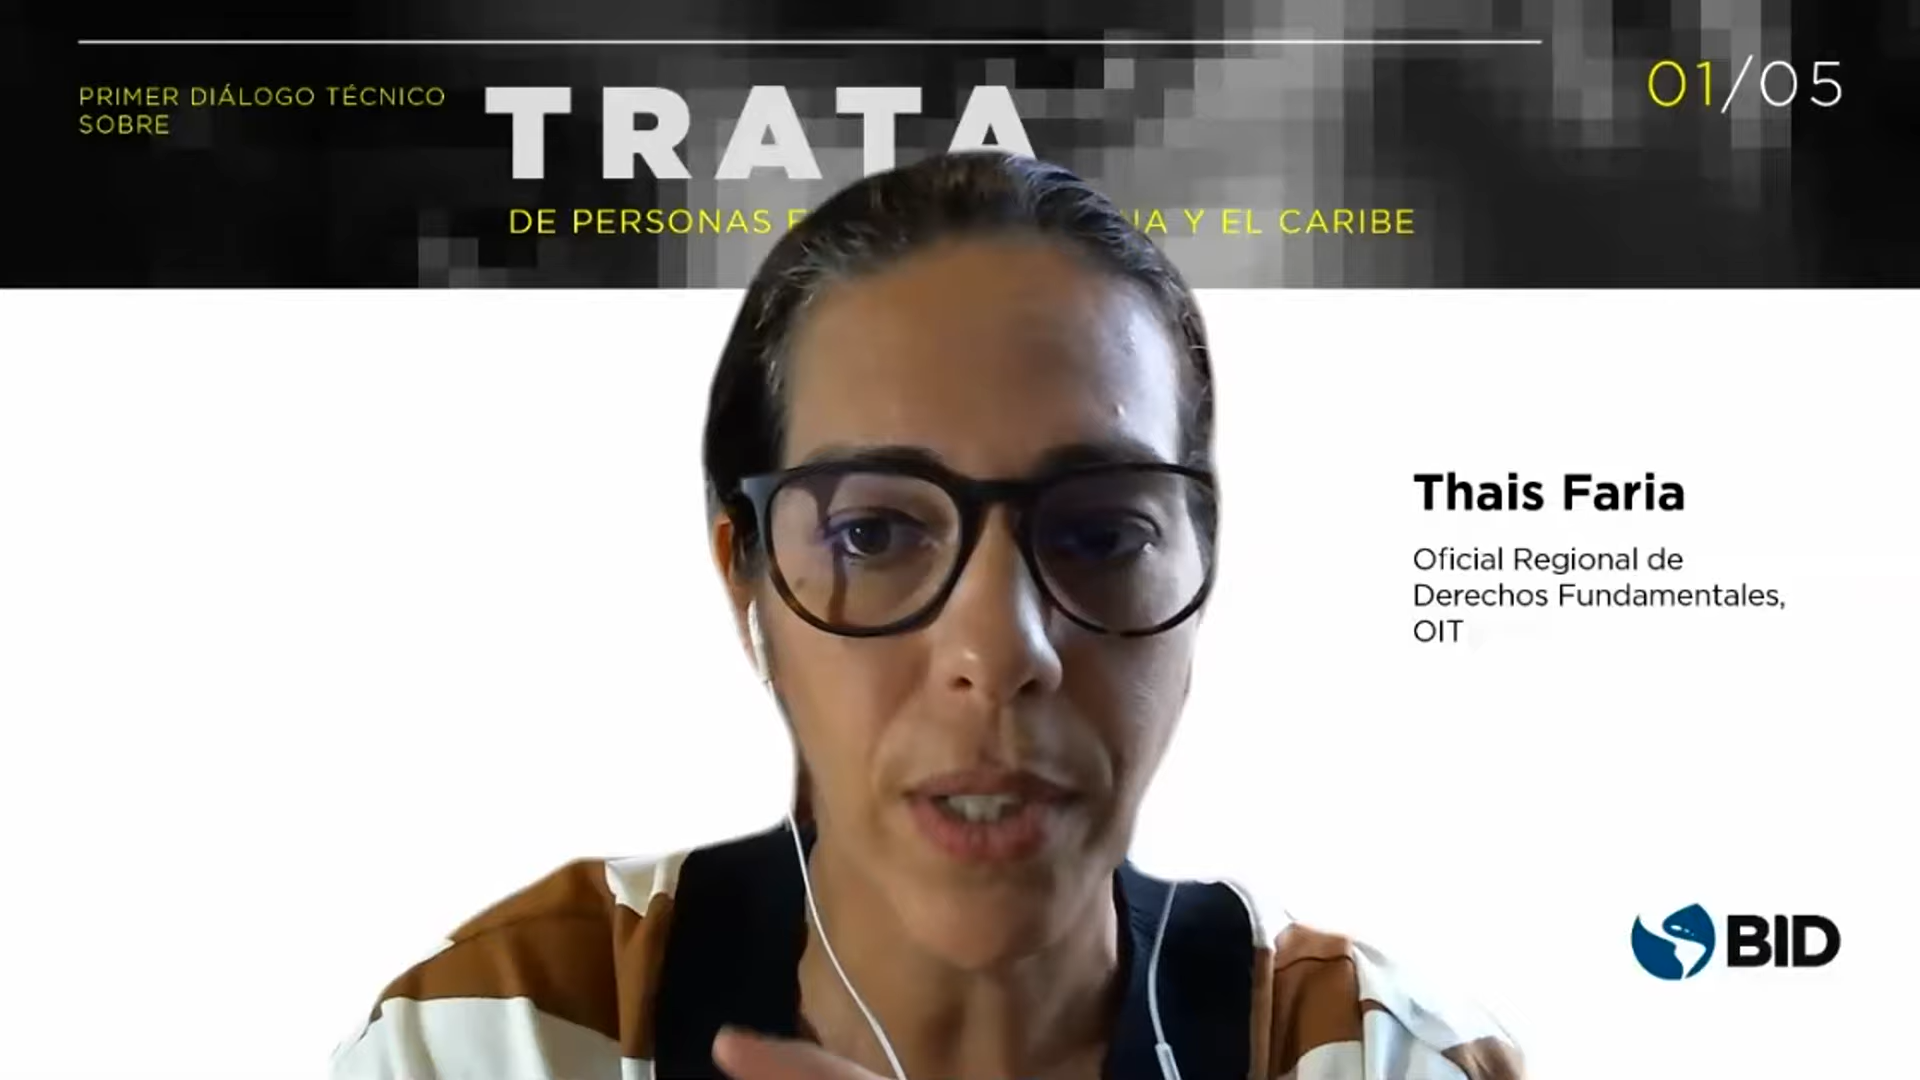 PRIMER DIÁLOGO TÉCNICO
SOBRE
TRATA
DE PERSONAS E
IA Y EL CARIBE
01/05
Thais Faria
Oficial Regional de
Derechos Fundamentales,
OIT
BID